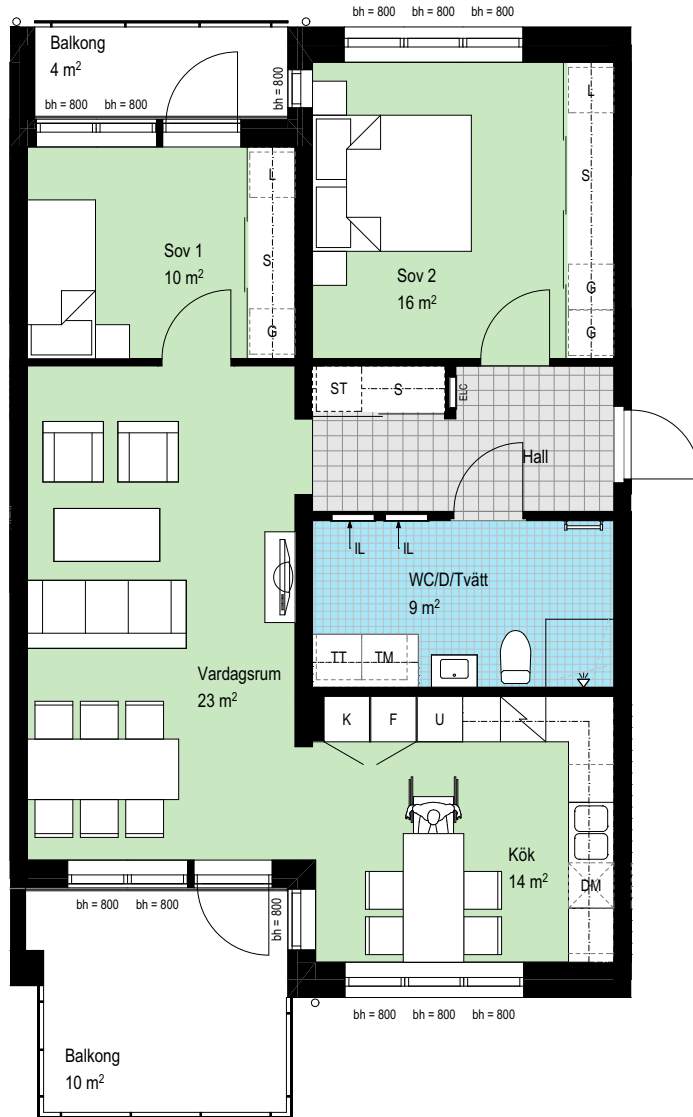 bh = 800 bh = 800 bh = 800
Balkong
4 m²
bh = 800 bh = 800
bh = 800
L
L
S
S
Sov 1
10 m²
Sov 2
16 m²
G
G
G
ST
S
ELC
Hall
IL
IL
WC/D/Tvätt
9 m²
TT
TM
Vardagsrum
23 m²
K
F
U
Kök
14 m²
DM
bh = 800 bh = 800
bh = 800
bh = 800 bh = 800 bh = 800
Balkong
10 m²